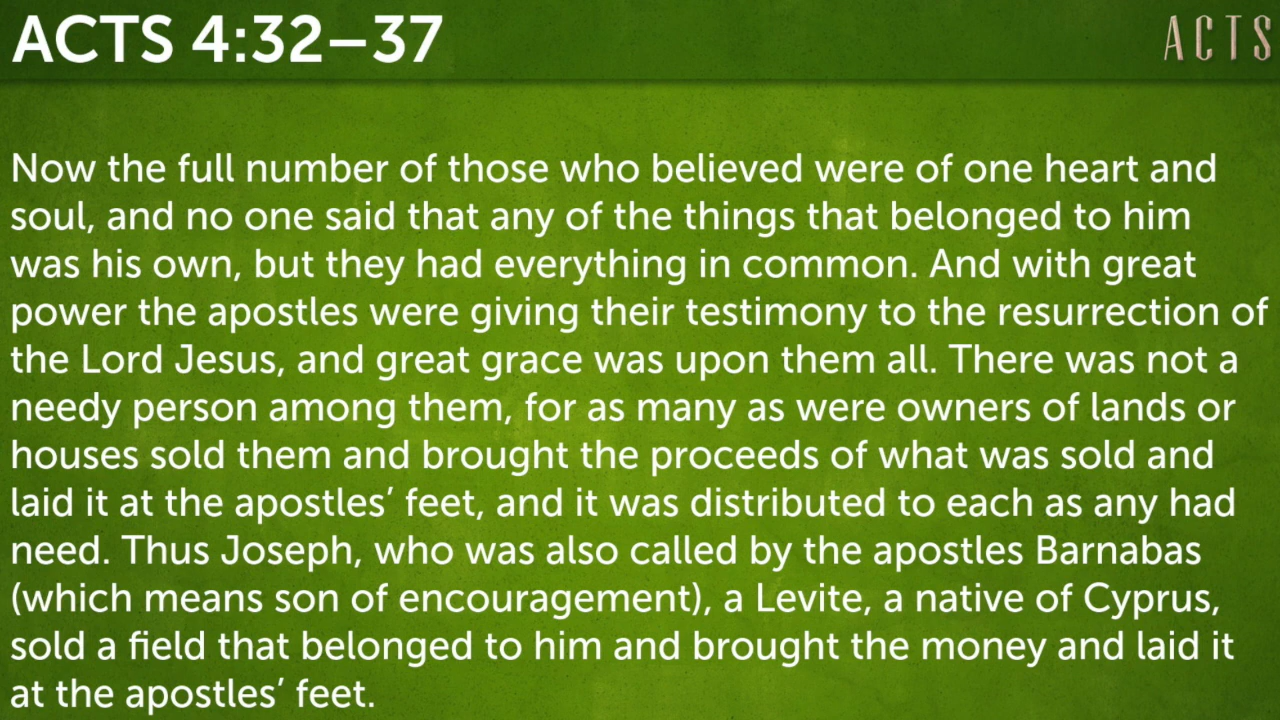 ACTS 4:32–37
ACTS
Now the full number of those who believed were of one heart and
soul, and no one said that any of the things that belonged to him
was his own, but they had everything in common. And with great
power the apostles were giving their testimony to the resurrection of
the Lord Jesus, and great grace was upon them all. There was not a
needy person among them, for as many as were owners of lands or
houses sold them and brought the proceeds of what was sold and
laid it at the apostles’ feet, and it was distributed to each as any had
need. Thus Joseph, who was also called by the apostles Barnabas
(which means son of encouragement), a Levite, a native of Cyprus,
sold a field that belonged to him and brought the money and laid it
at the apostles’ feet.